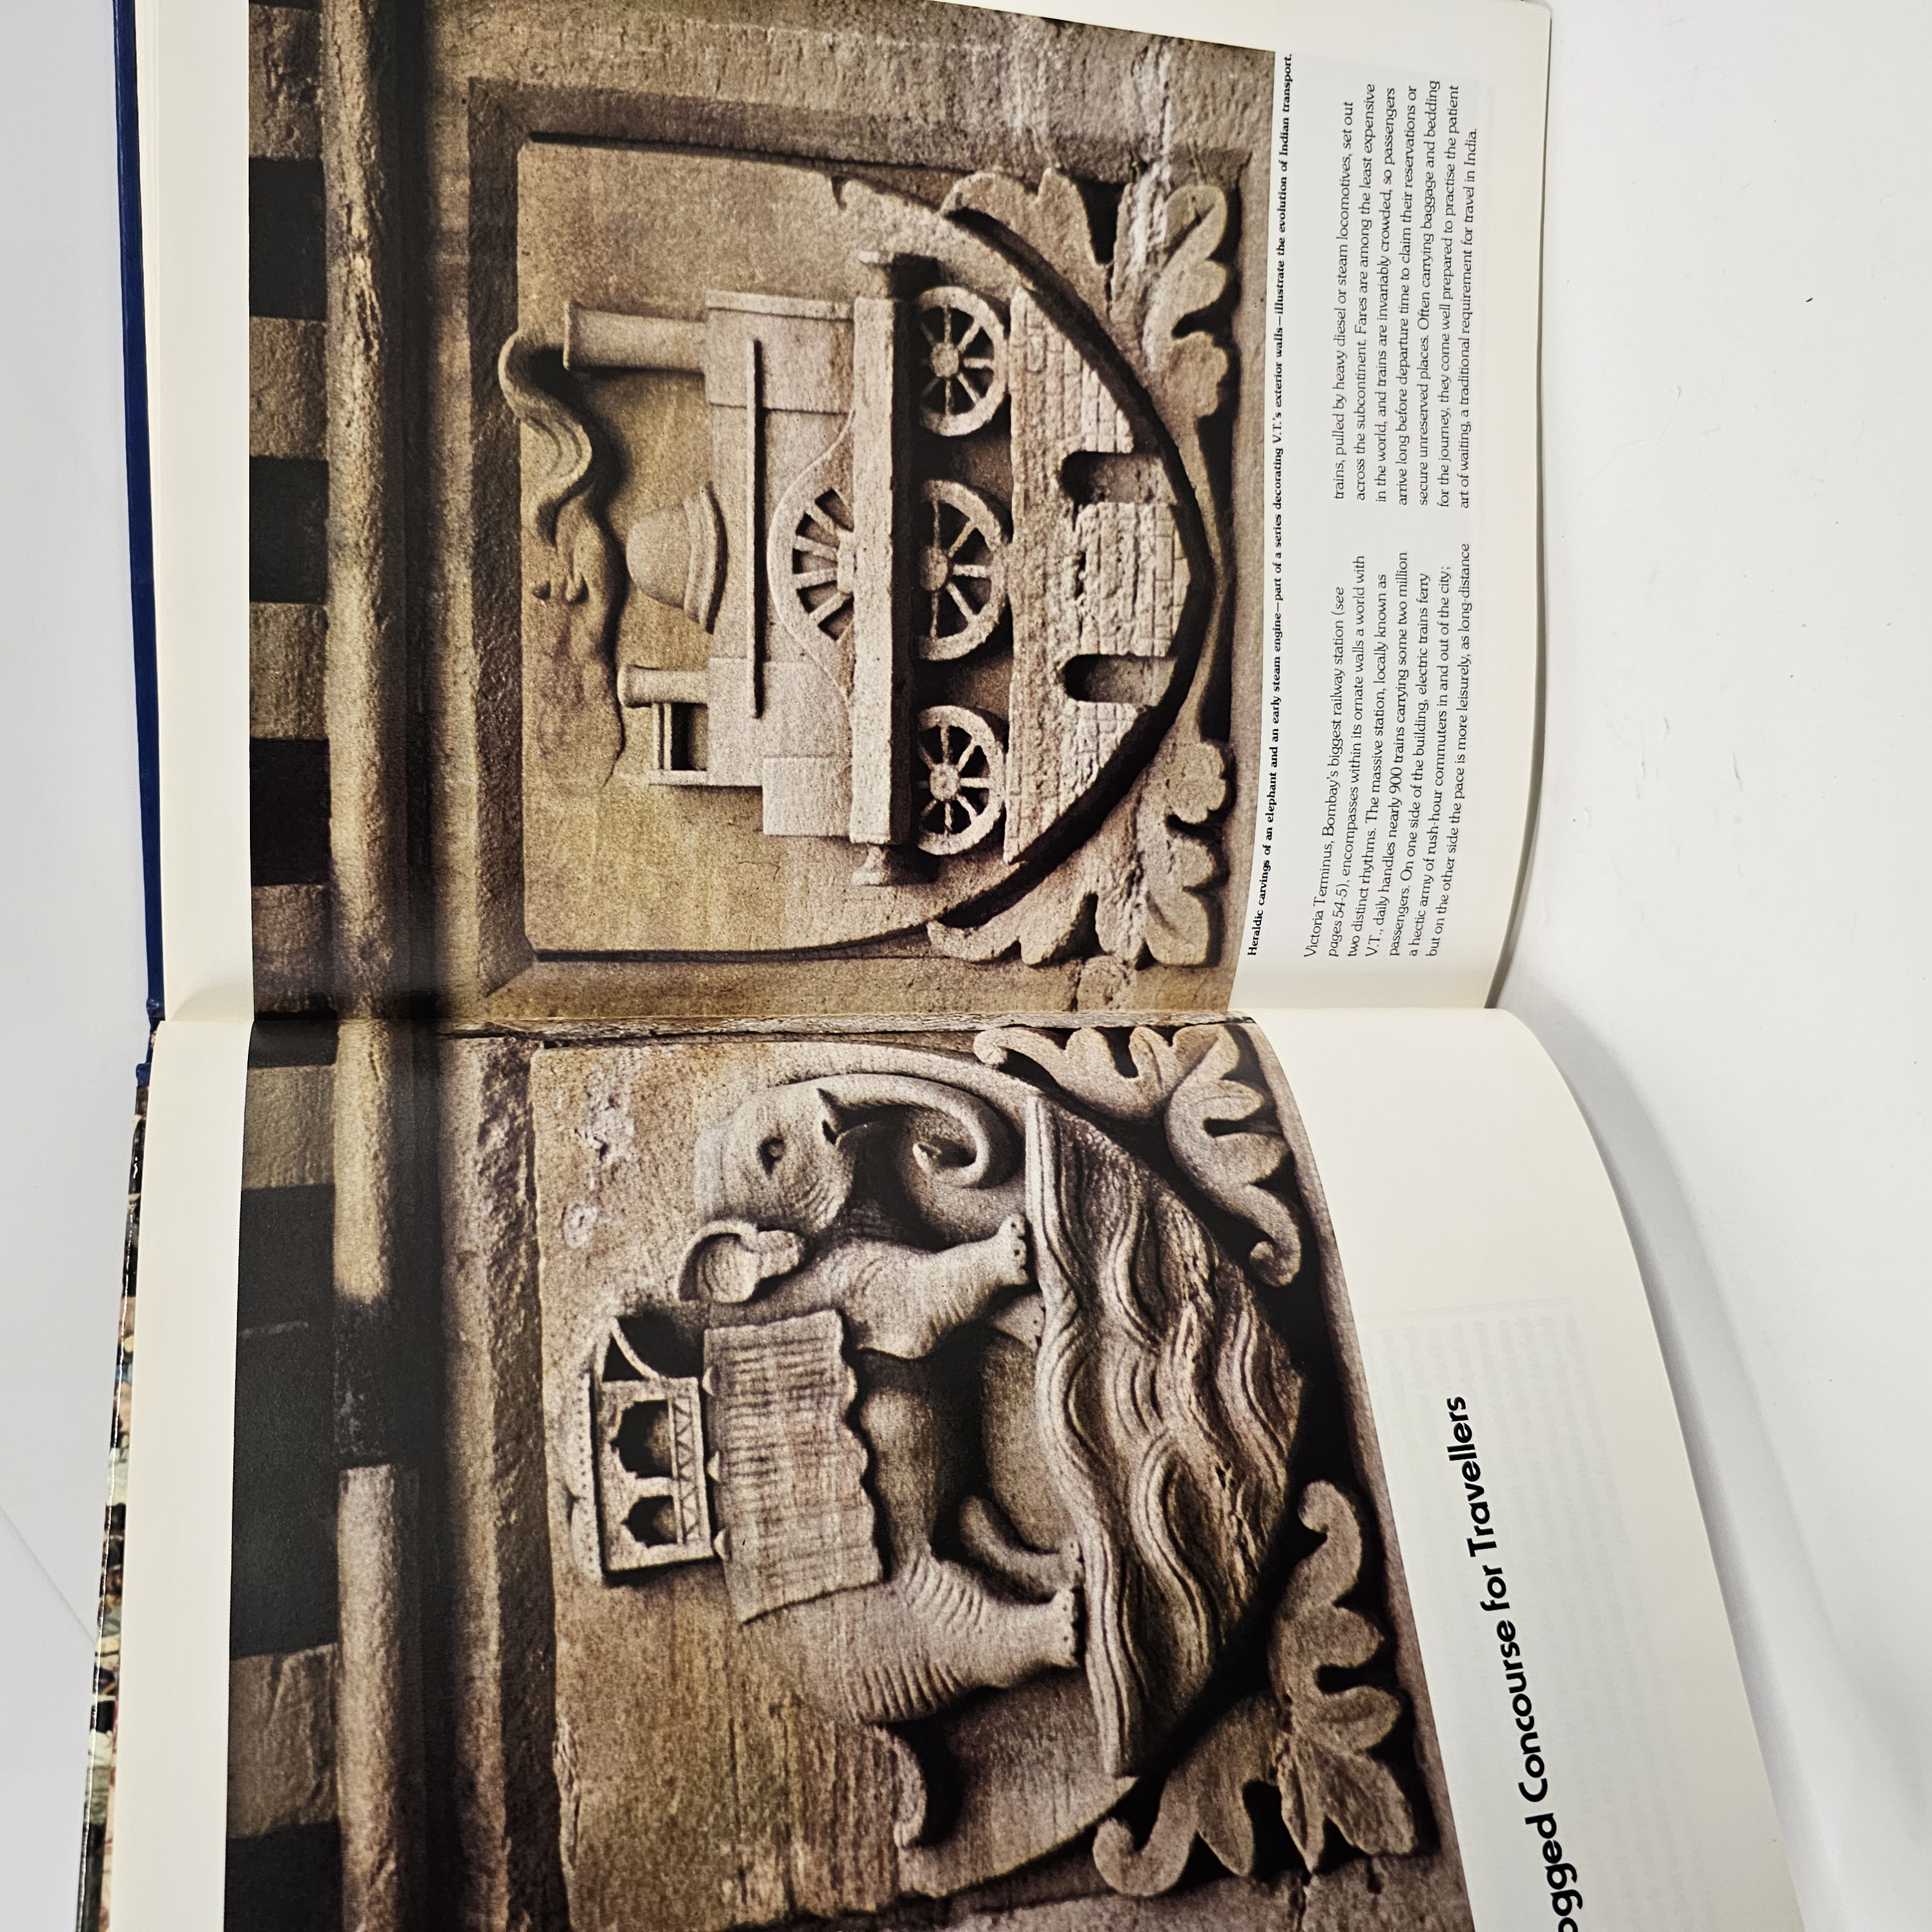 ogged Concourse for Travellers
Heraldic carvings of an elephant and an early steam engine—part of a series decorating V.T.'s exterior walls—illustrate the evolution of Indian transport.
Victoria Terminus, Bombay's biggest railway station (see
pages 54-5), encompasses within its ornate walls a world with
two distinct rhythms. The massive station, locally known as
V.T., daily handles nearly 900 trains carrying some two million
passengers. On one side of the building, electric trains ferry
a hectic army of rush-hour commuters in and out of the city;
but on the other side the pace is more leisurely, as long-distance
trains, pulled by heavy diesel or steam locomotives, set out
across the subcontinent. Fares are among the least expensive
in the world, and trains are invariably crowded, so passengers
arrive long before departure time to claim their reservations or
secure unreserved places. Often carrying baggage and bedding
for the journey, they come well prepared to practise the patient
art of waiting, a traditional requirement for travel in India.